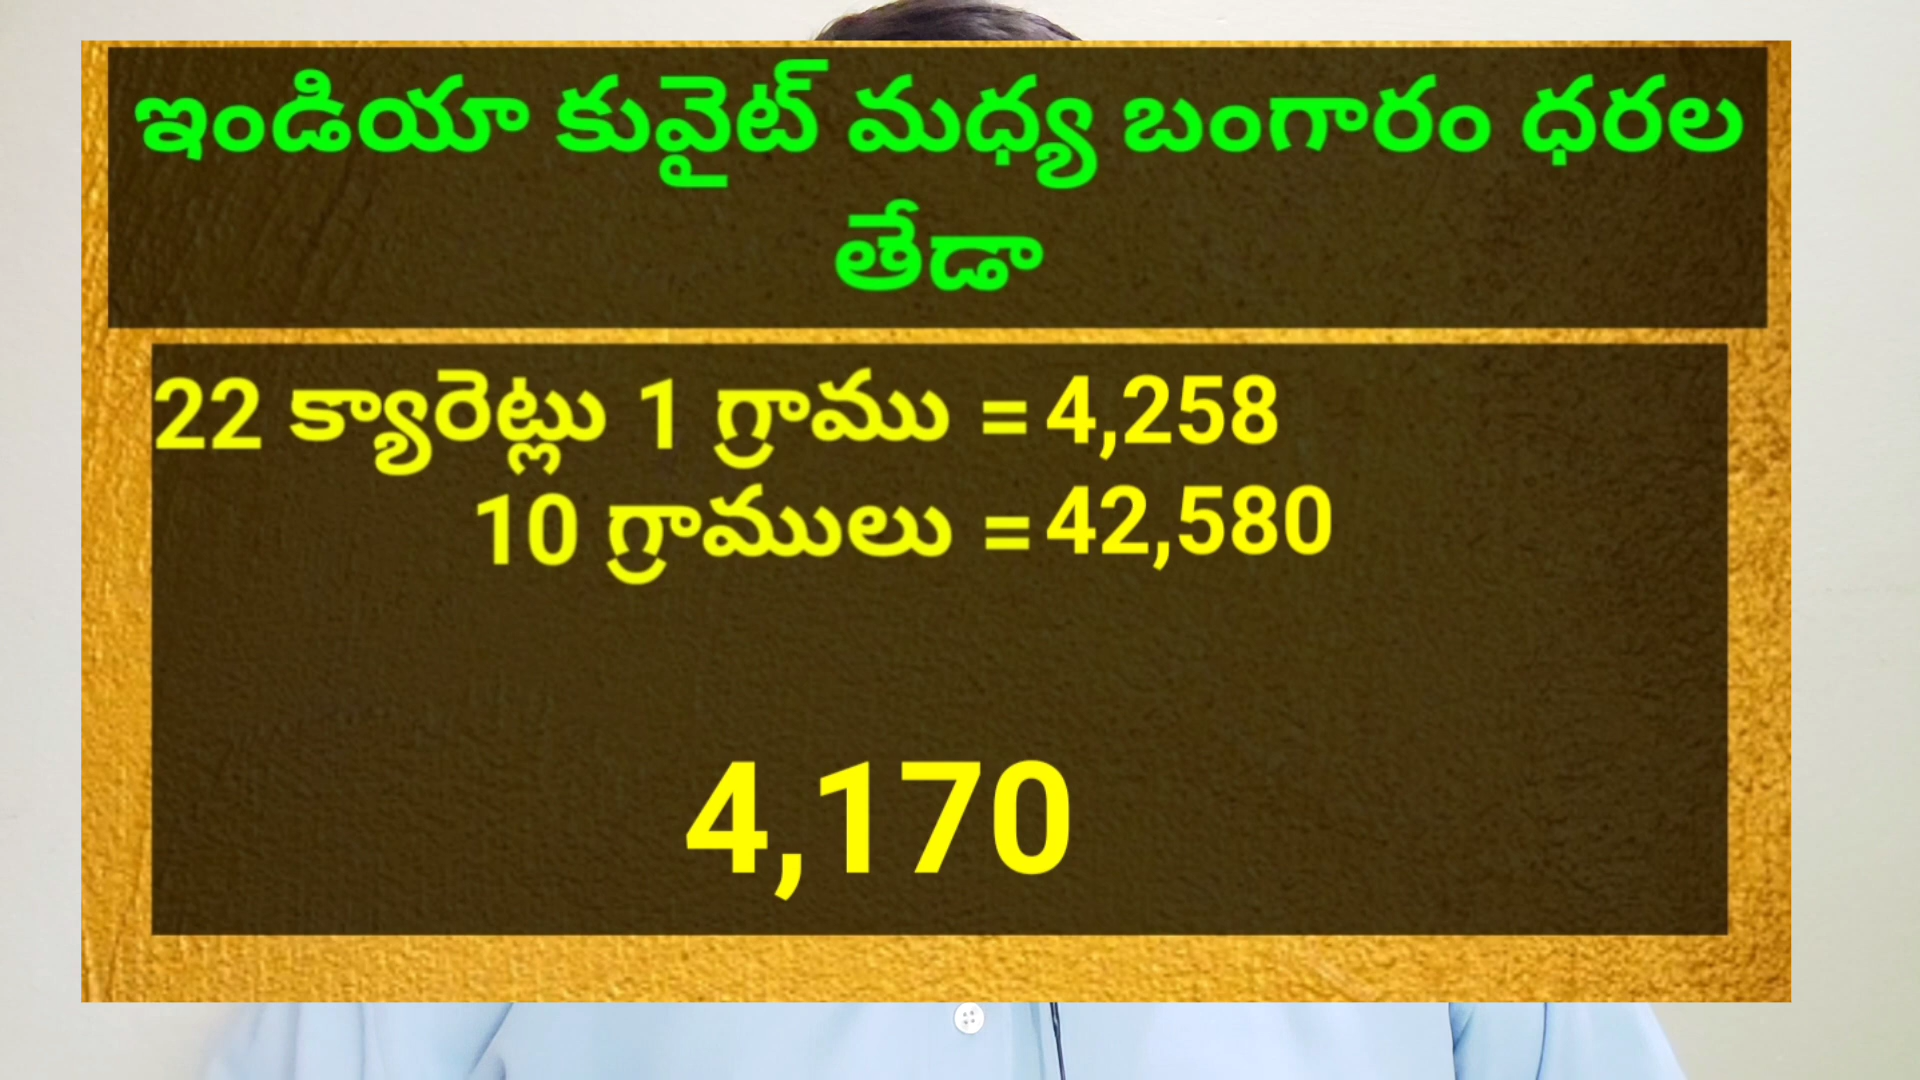 ఇండియా కువైట్ మధ్య బంగారం ధరల
తేడా
22 క్యారెట్లు 1 గ్రాము = 4,258
10 గ్రాములు = 42,580
4,170